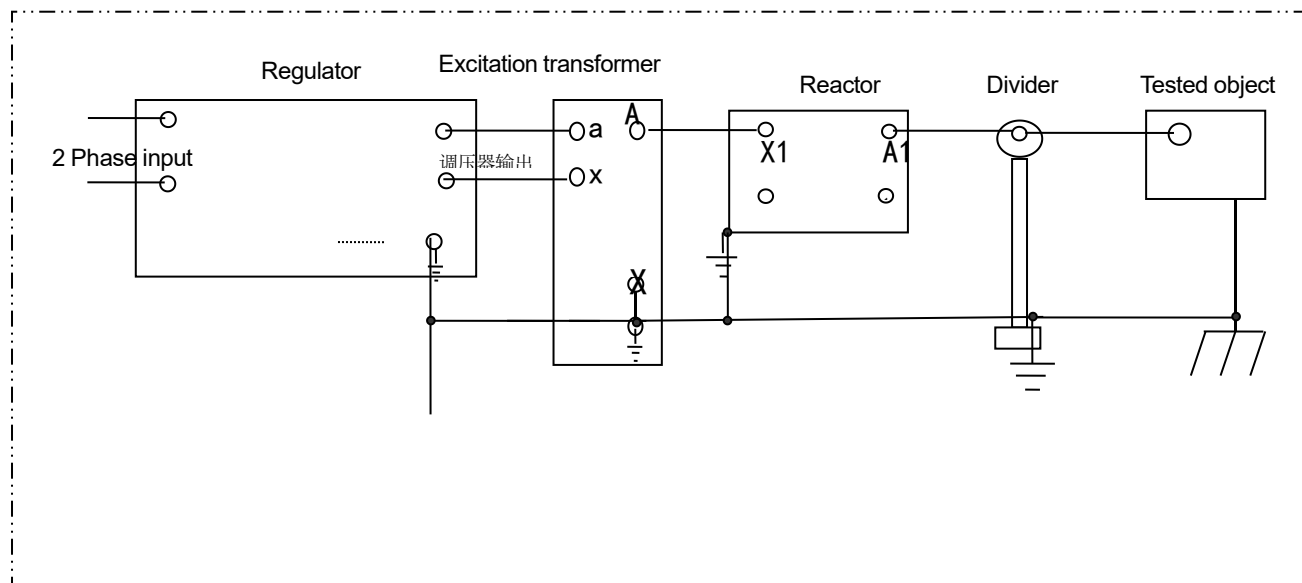 Regulator
Excitation transformer
Reactor
Divider
Tested object
2 Phase input
调压器输出
a
A
x
X1
A1
X